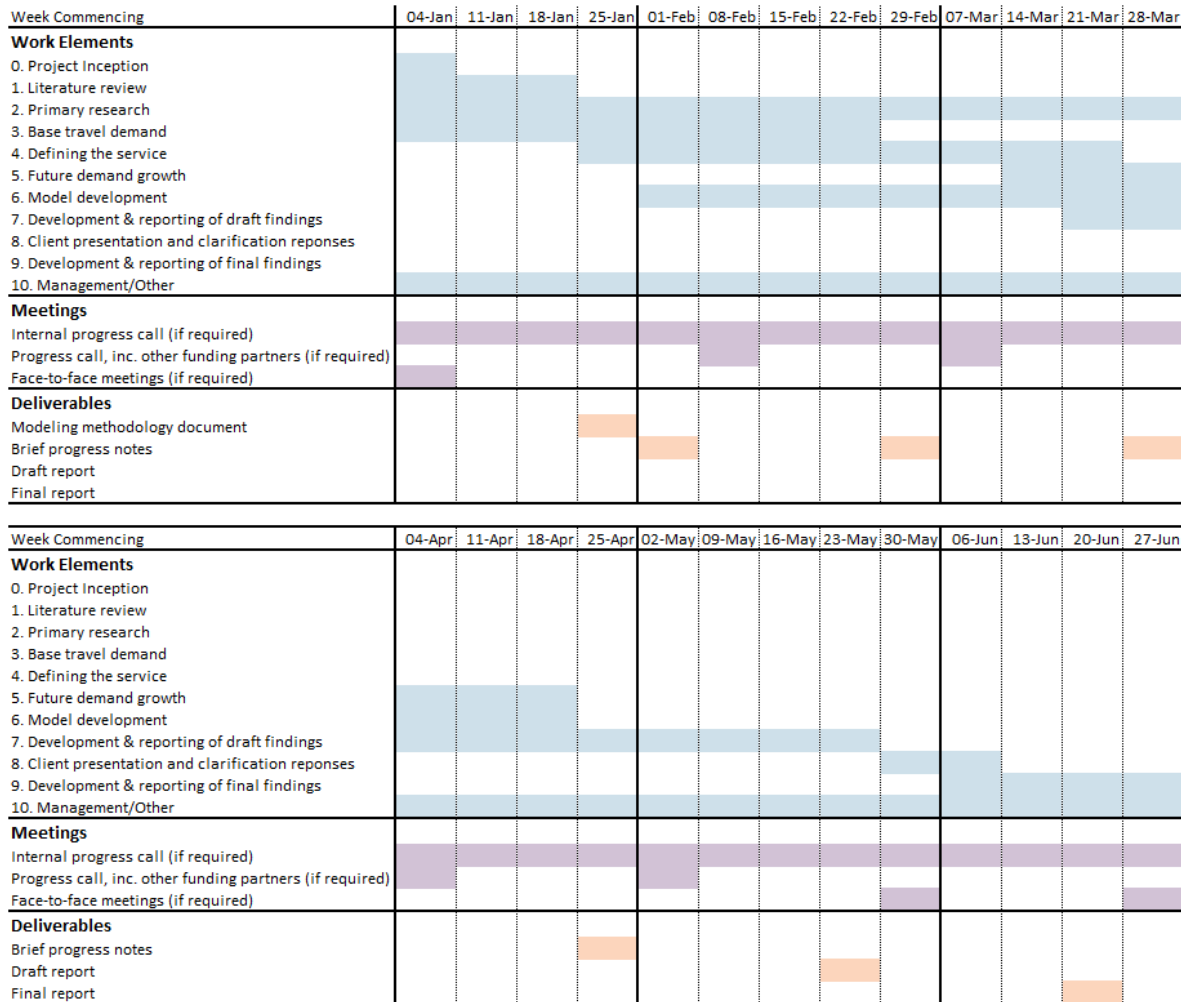 Week Commencing 04-Jan 11-Jan 18-Jan 25-Jan 01-Feb 08-Feb 15-Feb 22-Feb 29-Feb 07-Mar 14-Mar 21-Mar 28-Mar
Work Elements
0. Project Inception
1. Literature review
2. Primary research
3. Base travel demand
4. Defining the service
5. Future demand growth
6. Model development
7. Development & reporting of draft findings
8. Client presentation and clarification reponses
9. Development & reporting of final findings
10. Management/Other
Meetings
Internal progress call (if required)
Progress call, inc. other funding partners (if required)
Face-to-face meetings (if required)
Deliverables
Modeling methodology document
Brief progress notes
Draft report
Final report
Week Commencing 04-Apr 11-Apr 18-Apr 25-Apr 02-May 09-May 16-May 23-May 30-May 06-Jun 13-Jun 20-Jun 27-Jun
Work Elements
0. Project Inception
1. Literature review
2. Primary research
3. Base travel demand
4. Defining the service
5. Future demand growth
6. Model development
7. Development & reporting of draft findings
8. Client presentation and clarification reponses
9. Development & reporting of final findings
10. Management/Other
Meetings
Internal progress call (if required)
Progress call, inc. other funding partners (if required)
Face-to-face meetings (if required)
Deliverables
Brief progress notes
Draft report
Final report